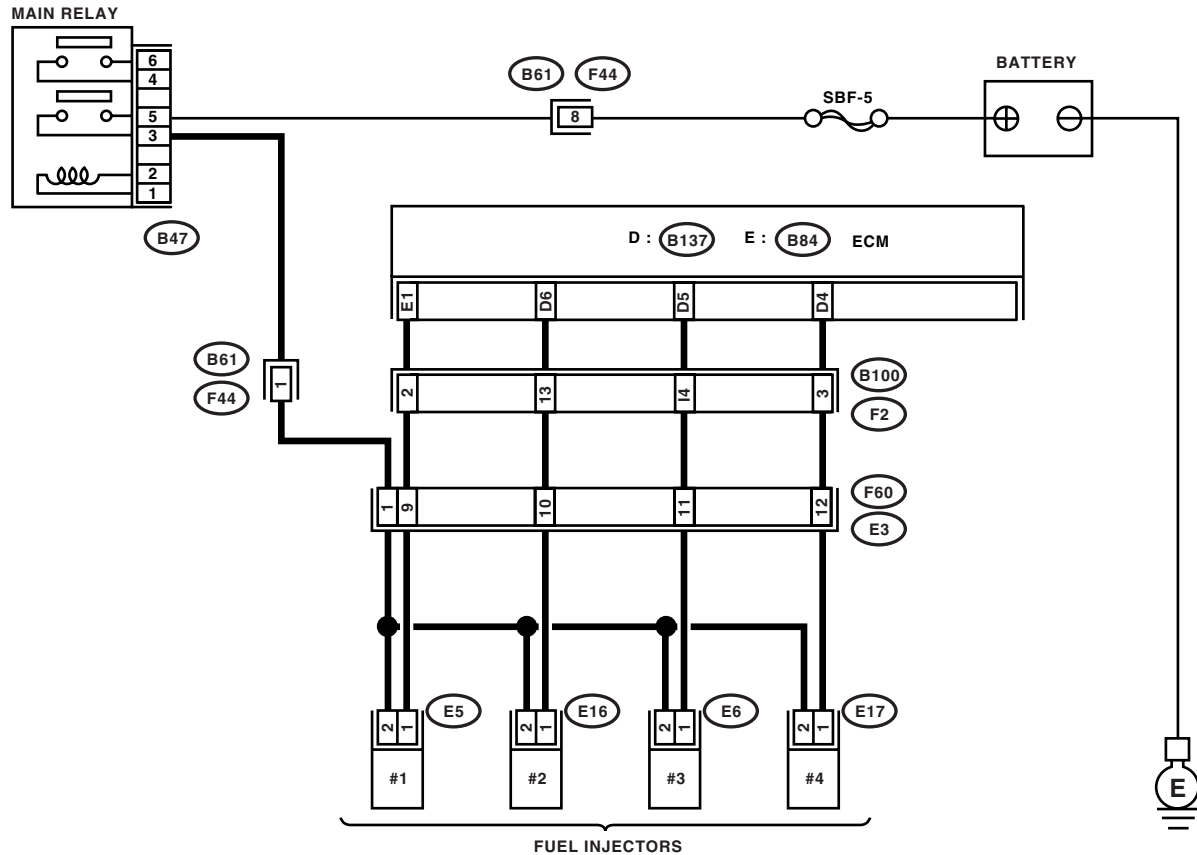 MAIN RELAY
6
4
5
3
2
1
B47
B61 F44
8
SBF-5
BATTERY
D : B137 E : B84 ECM
E1 D6 D5 D4
B61
F44
1
2 13 I4 3
B100
F2
1 9 10 11 12
F60
E3
2 1 E5
2 1 E16
2 1 E6
2 1 E17
#1 #2 #3 #4
E
FUEL INJECTORS